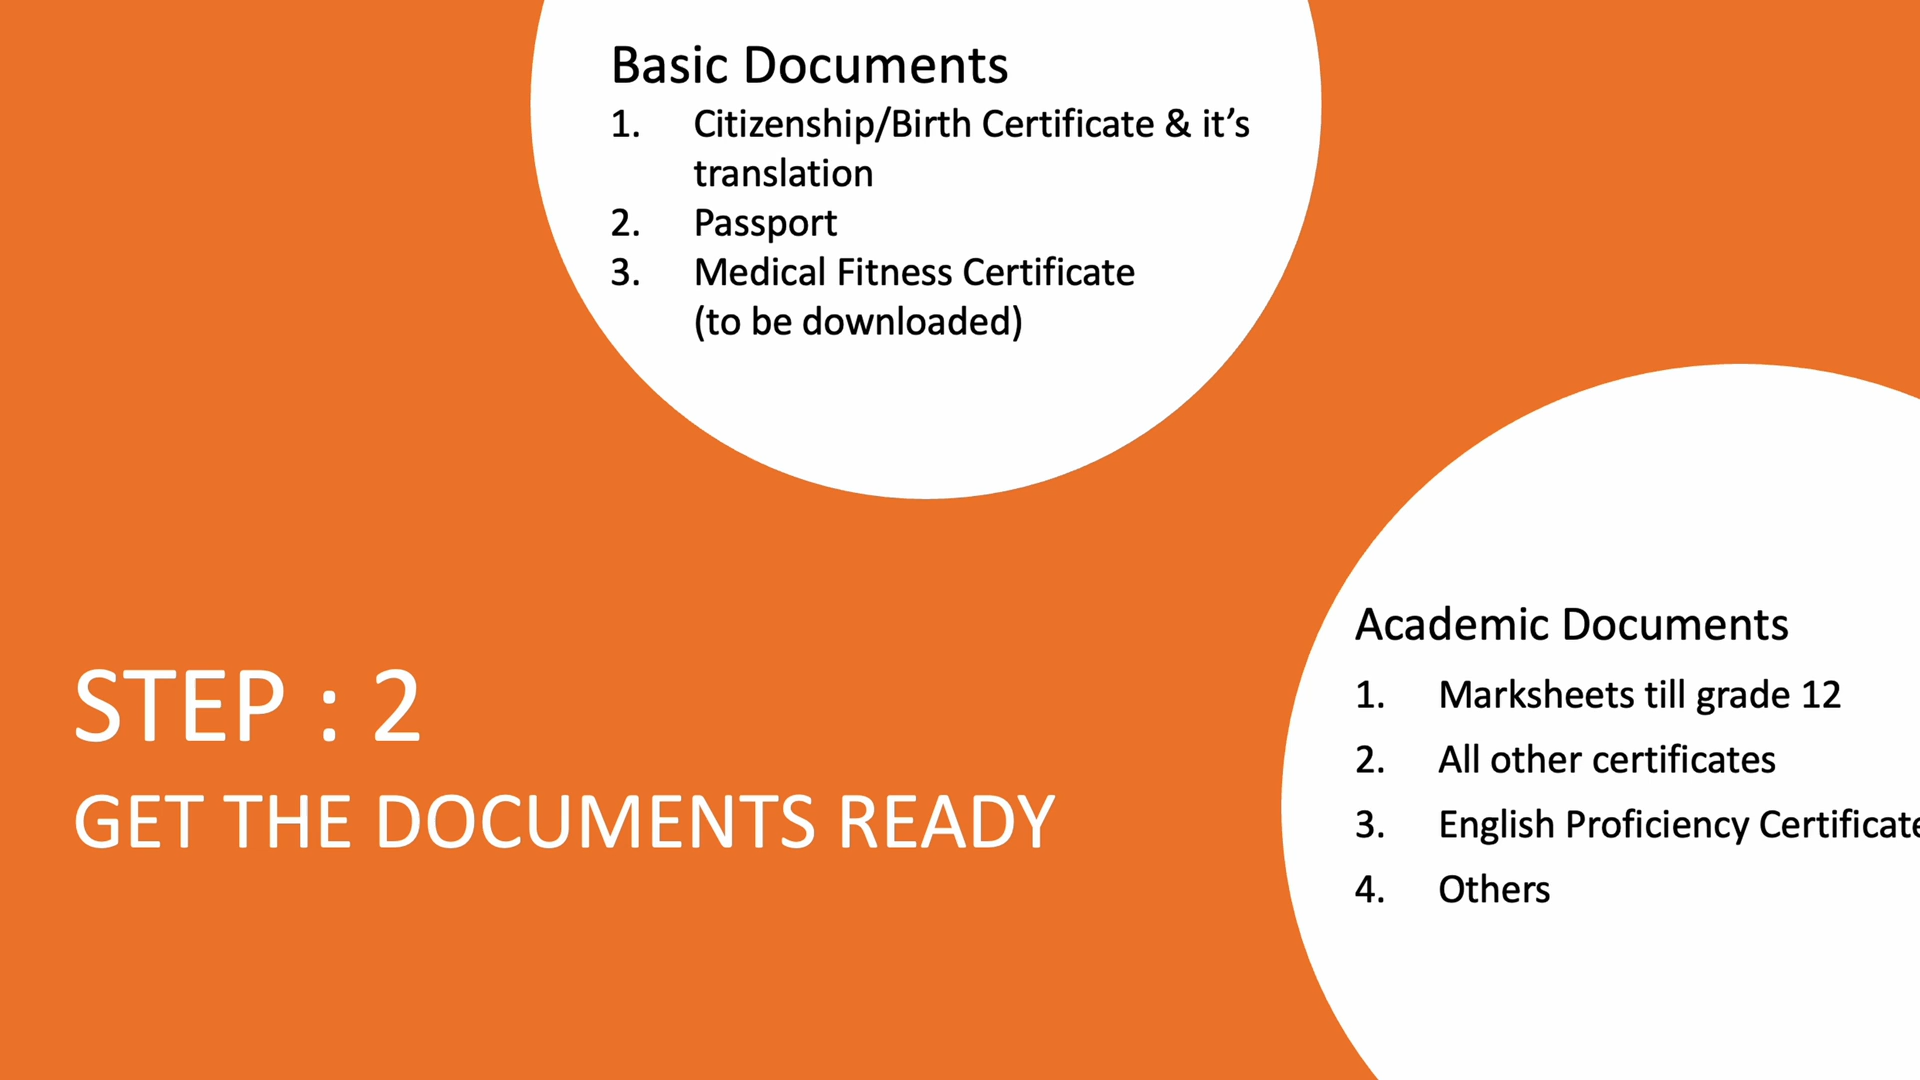 Basic Documents
1. Citizenship/Birth Certificate & it’s
translation
2. Passport
3. Medical Fitness Certificate
(to be downloaded)
STEP : 2
GET THE DOCUMENTS READY
Academic Documents
1. Marksheets till grade 12
2. All other certificates
3. English Proficiency Certificate
4. Others